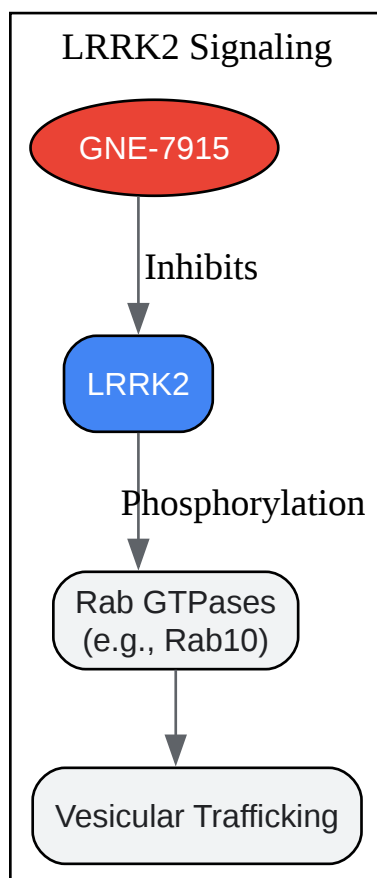 LRRK2 Signaling
GNE-7915
Inhibits
LRRK2
Phosphorylation
Rab GTPases
(e.g., Rab10)
Vesicular Trafficking